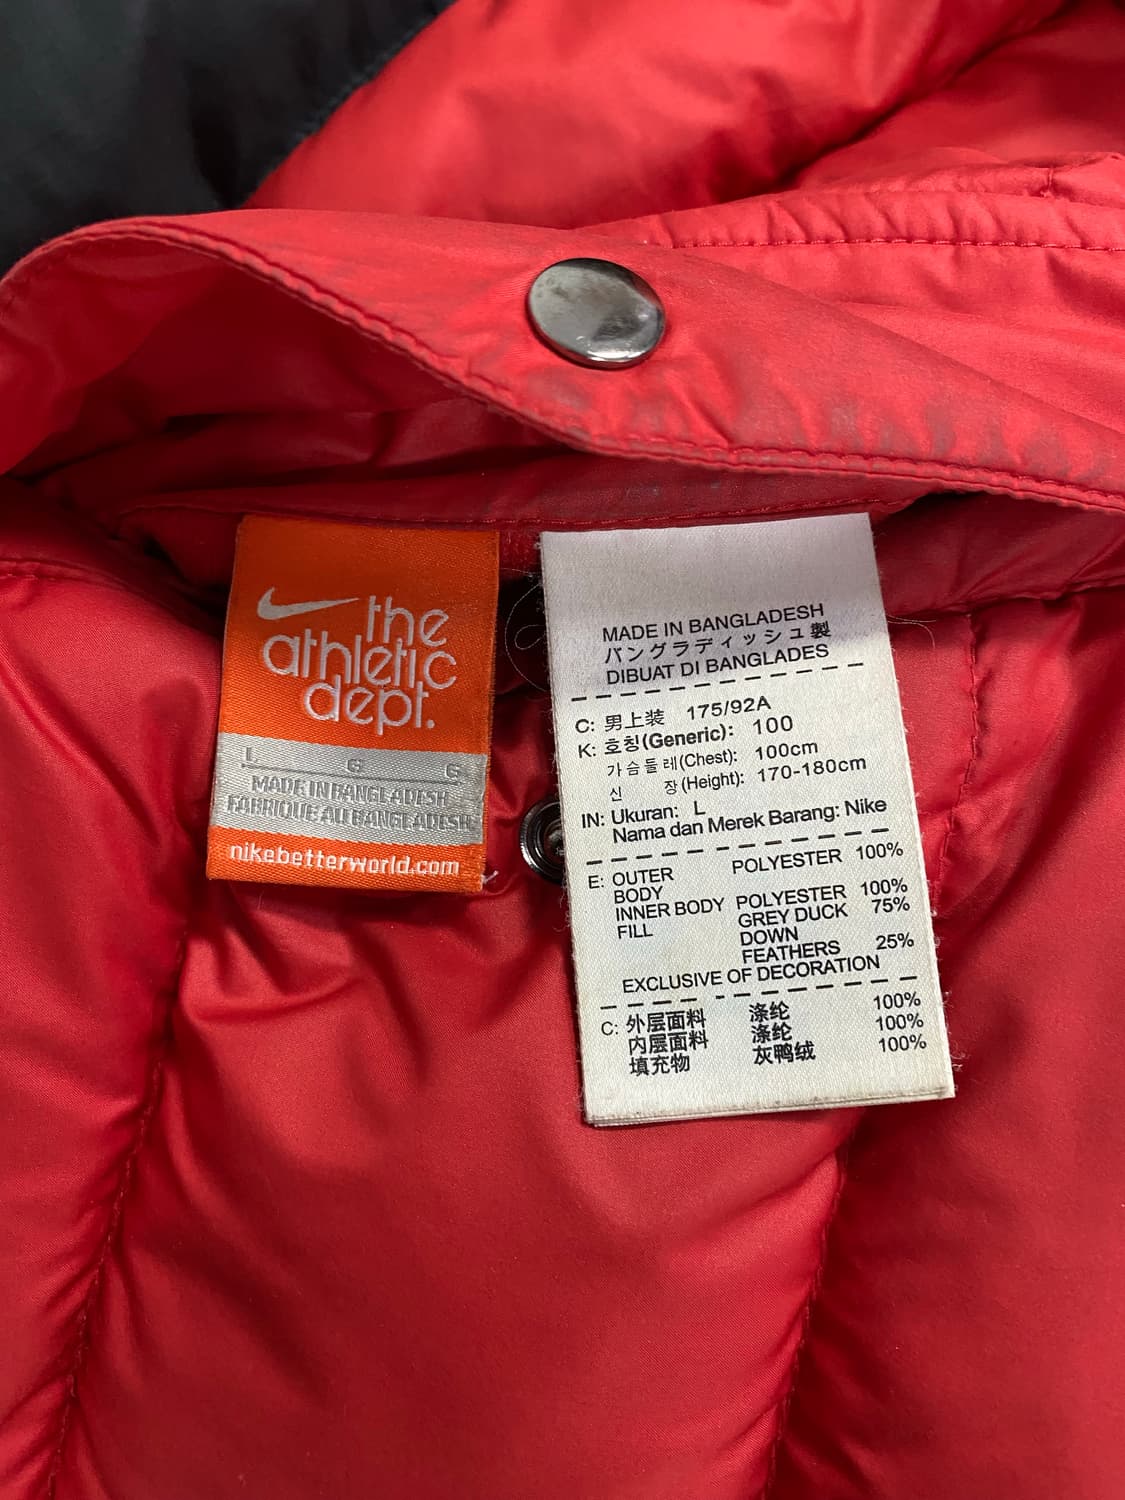 the
athletic
dept.
L G G
MADE IN BANGLADESH
FABRIQUE AU BANGLADESH
nikebetterworld.com
MADE IN BANGLADESH
バングラディッシュ製
DIBUAT DI BANGLADES
C: 男上装 175/92A
K: 호칭(Generic): 100
가슴둘레(Chest): 100cm
신 장(Height): 170-180cm
IN: Ukuran: L
Nama dan Merek Barang: Nike
E: OUTER BODY POLYESTER 100%
INNER BODY POLYESTER 100%
FILL GREY DUCK DOWN 75%
FEATHERS 25%
EXCLUSIVE OF DECORATION
C: 外层面料 涤纶 100%
内层面料 涤纶 100%
填充物 灰鸭绒 100%